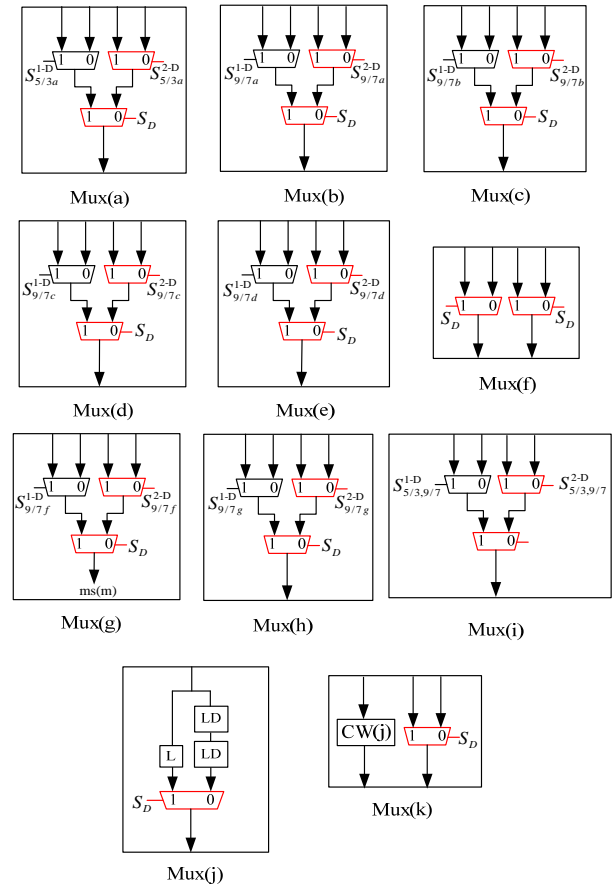 1 0 1 0
S^{1-D}_{5/3a} S^{2-D}_{5/3a}
1 0 S_D
Mux(a)
1 0 1 0
S^{1-D}_{9/7a} S^{2-D}_{9/7a}
1 0 S_D
Mux(b)
1 0 1 0
S^{1-D}_{9/7b} S^{2-D}_{9/7b}
1 0 S_D
Mux(c)
1 0 1 0
S^{1-D}_{9/7c} S^{2-D}_{9/7c}
1 0 S_D
Mux(d)
1 0 1 0
S^{1-D}_{9/7d} S^{2-D}_{9/7d}
1 0 S_D
Mux(e)
1 0 1 0
S_D S_D
Mux(f)
1 0 1 0
S^{1-D}_{9/7f} S^{2-D}_{9/7f}
1 0 S_D
ms(m)
Mux(g)
1 0 1 0
S^{1-D}_{9/7g} S^{2-D}_{9/7g}
1 0 S_D
Mux(h)
1 0 1 0
S^{1-D}_{5/3,9/7} S^{2-D}_{5/3,9/7}
1 0
Mux(i)
LD
L LD
S_D 1 0
Mux(j)
CW(j) 1 0 S_D
Mux(k)